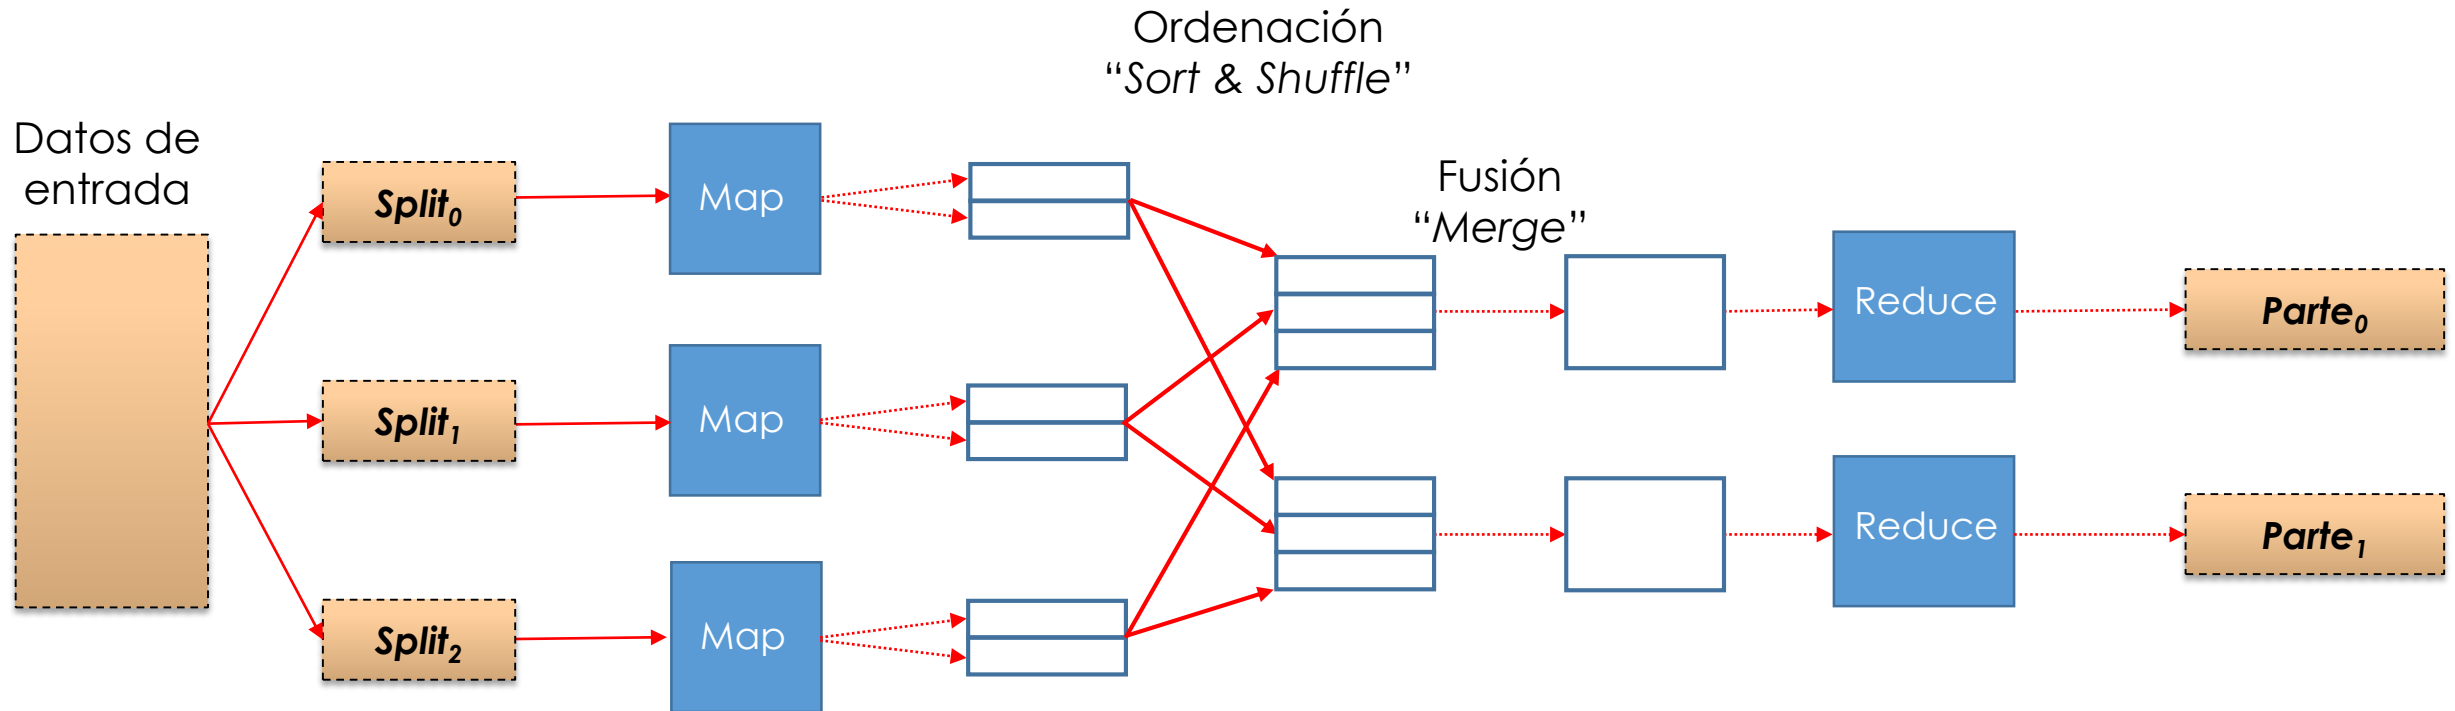 Ordenación
“Sort & Shuffle”
Datos de
entrada
Fusión
“Merge”
Split0
Map
Reduce
Parte0
Split1
Map
Reduce
Parte1
Split2
Map